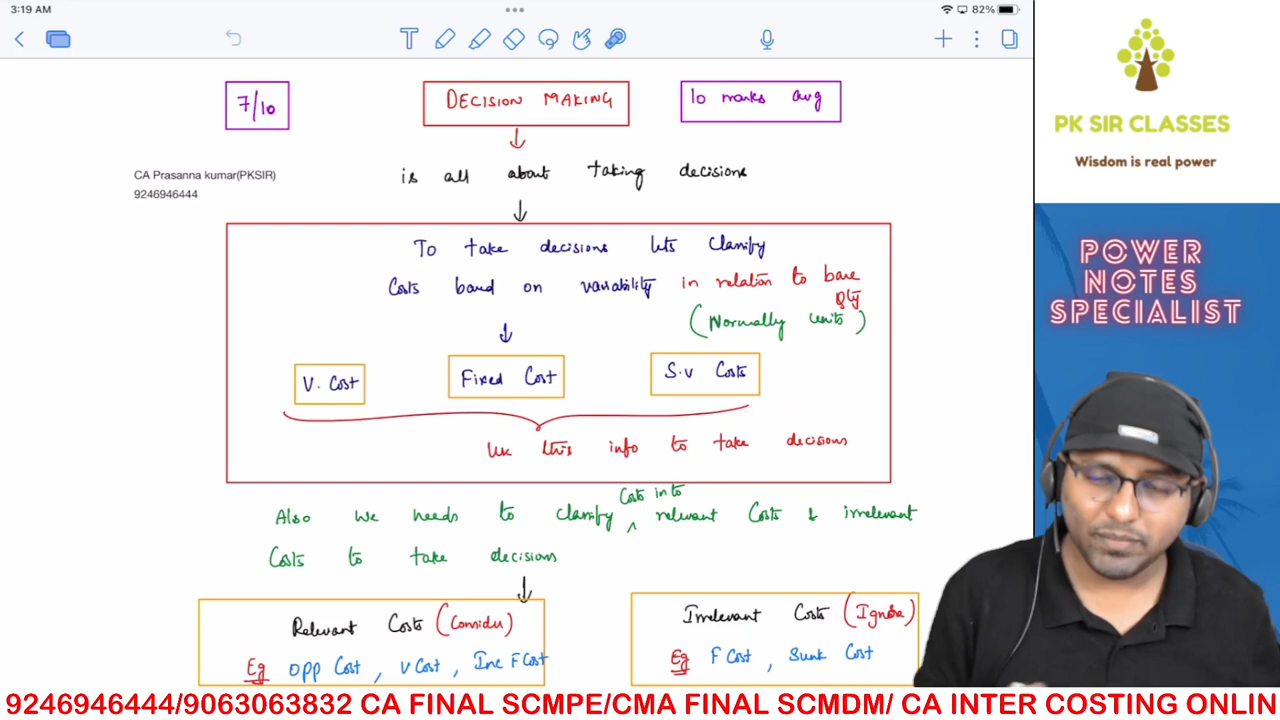 3:19 AM
82%
7/10
DECISION MAKING
10 marks avg
CA Prasanna kumar(PKSIR)
9246946444
is all about taking decisions
To take decisions lets Classify
Costs based on variability in relation to base
Qty
(Normally units)
V. Cost
Fixed Cost
S.v Costs
Use this info to take decisions
Costs into
Also we needs to classify ^ relevant Costs & irrelevant
Costs to take decisions
Relevant Costs (Consider)
Eg Opp Cost, V Cost, Inc F Cost
Irrelevant Costs (Ignore)
Eg F Cost, Sunk Cost
PK SIR CLASSES
Wisdom is real power
POWER
NOTES
SPECIALIST
9246946444/9063063832 CA FINAL SCMPE/CMA FINAL SCMDM/ CA INTER COSTING ONLIN